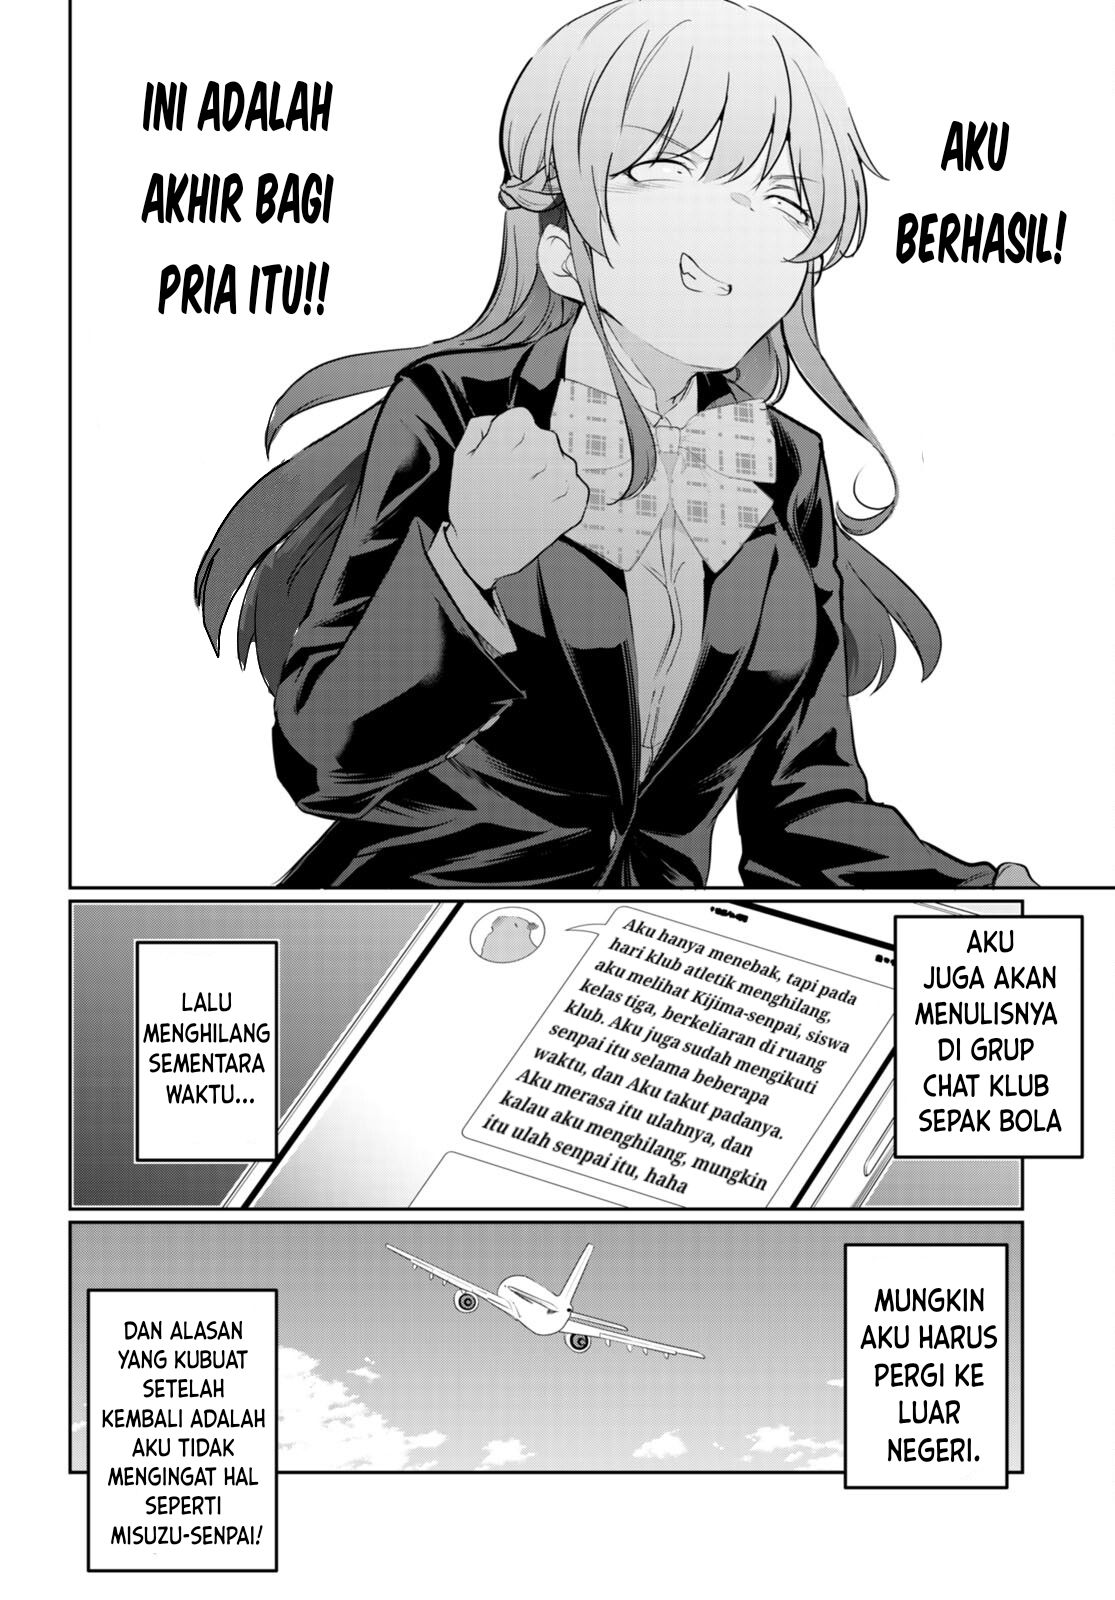 AKU
BERHASIL!
INI ADALAH
AKHIR BAGI
PRIA ITU!!
AKU
JUGA AKAN
MENULISNYA
DI GRUP
CHAT KLUB
SEPAK BOLA
Aku hanya menebak, tapi pada
hari klub atletik menghilang,
aku melihat Kijima-senpai, siswa
kelas tiga, berkeliaran di ruang
klub. Aku juga sudah mengikuti
senpai itu selama beberapa
waktu, dan Aku takut padanya.
Aku merasa itu ulahnya, dan
kalau aku menghilang, mungkin
itu ulah senpai itu, haha
LALU
MENGHILANG
SEMENTARA
WAKTU...
MUNGKIN
AKU HARUS
PERGI KE
LUAR
NEGERI.
DAN ALASAN
YANG KUBUAT
SETELAH
KEMBALI ADALAH
AKU TIDAK
MENGINGAT HAL
SEPERTI
MISUZU-SENPAI!